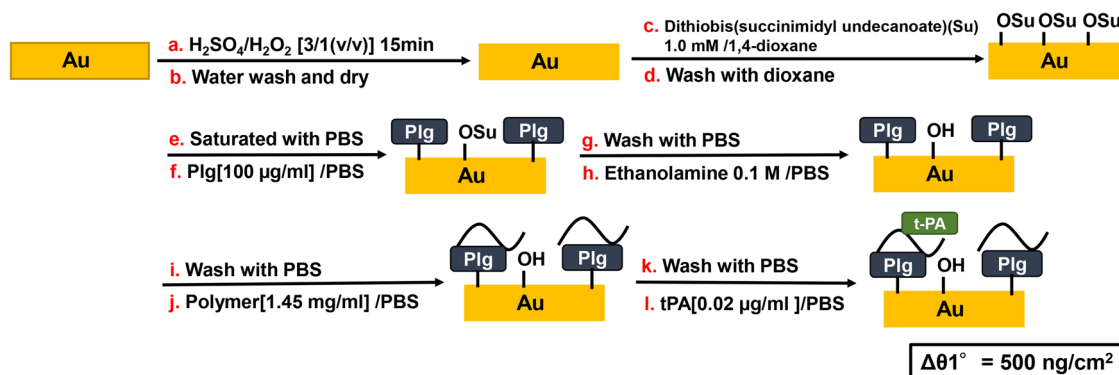 Au
a. H₂SO₄/H₂O₂ [3/1(v/v)] 15min
b. Water wash and dry
Au
c. Dithiobis(succinimidyl undecanoate)(Su)
1.0 mM /1,4-dioxane
d. Wash with dioxane
OSu OSu OSu
Au
e. Saturated with PBS
f. Plg[100 μg/ml] /PBS
Plg OSu Plg
Au
g. Wash with PBS
h. Ethanolamine 0.1 M /PBS
Plg OH Plg
Au
i. Wash with PBS
j. Polymer[1.45 mg/ml] /PBS
Plg OH Plg
Au
k. Wash with PBS
l. tPA[0.02 μg/ml ]/PBS
t-PA
Plg OH Plg
Au
Δθ1° = 500 ng/cm²